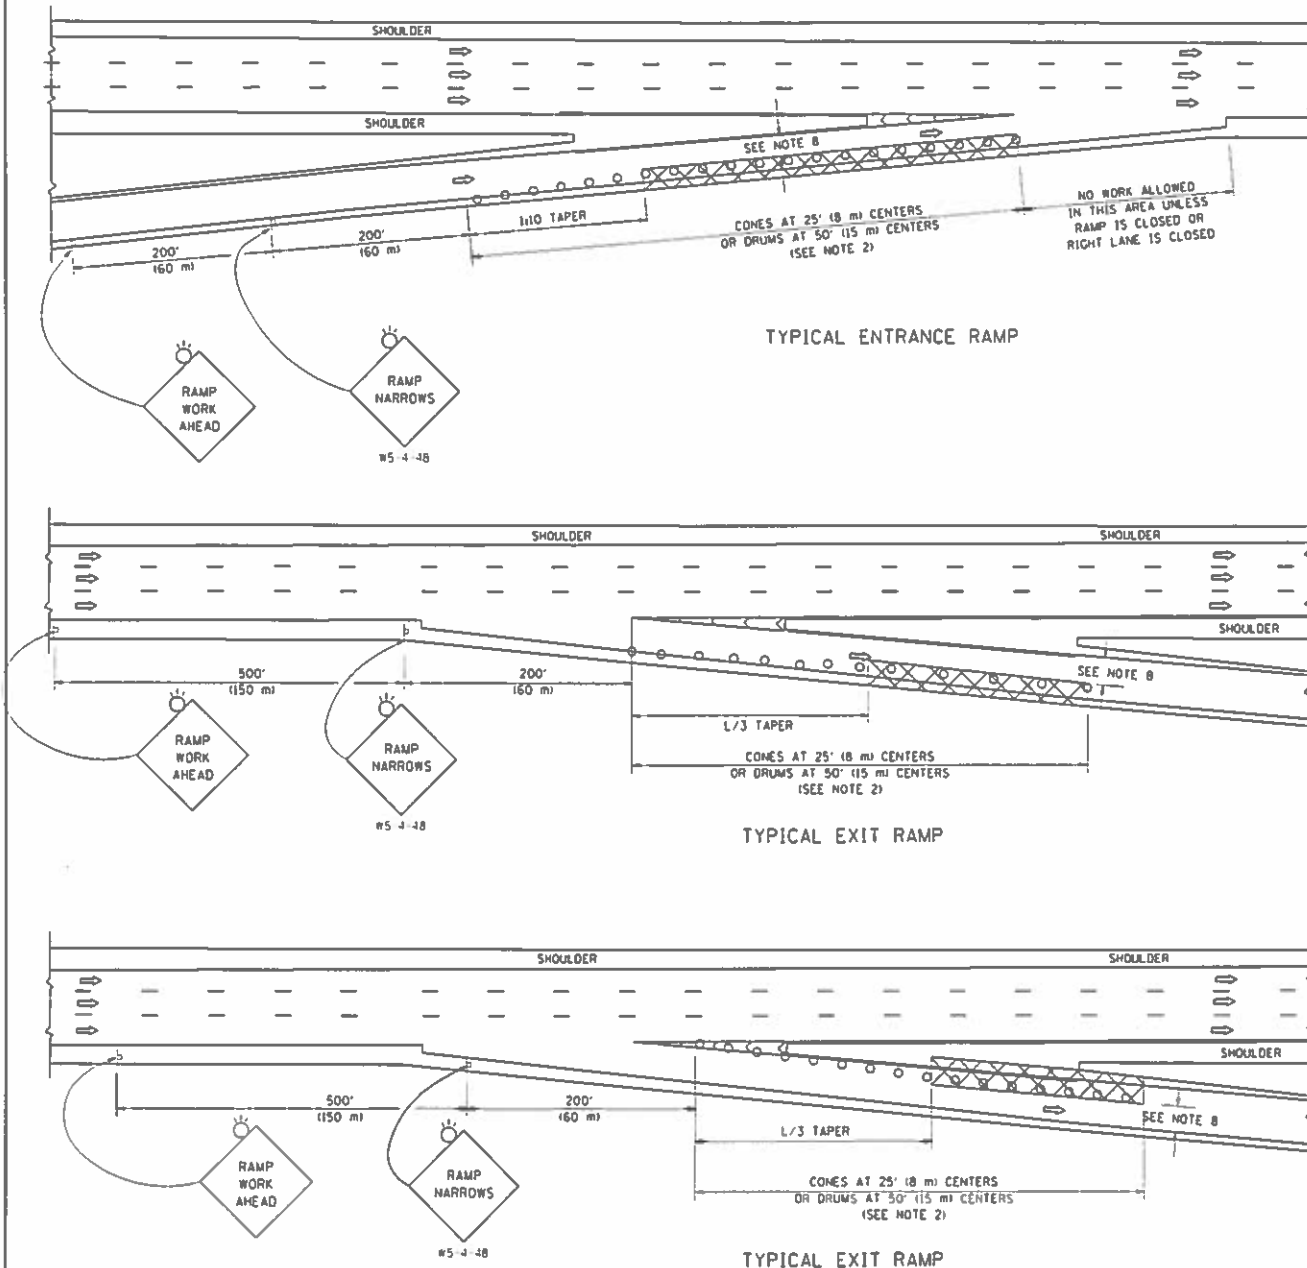 SHOULDER
SHOULDER
SEE NOTE 8
1:10 TAPER
CONES AT 25' (8 m) CENTERS
OR DRUMS AT 50' (15 m) CENTERS
(SEE NOTE 2)
NO WORK ALLOWED
IN THIS AREA UNLESS
RAMP IS CLOSED OR
RIGHT LANE IS CLOSED
200'
(60 m)
200'
(60 m)
TYPICAL ENTRANCE RAMP
RAMP
WORK
AHEAD
RAMP
NARROWS
W5-4-48
SHOULDER
SHOULDER
SHOULDER
SEE NOTE 8
500'
(150 m)
200'
(60 m)
L/3 TAPER
RAMP
WORK
AHEAD
RAMP
NARROWS
W5-4-48
CONES AT 25' (8 m) CENTERS
OR DRUMS AT 50' (15 m) CENTERS
(SEE NOTE 2)
TYPICAL EXIT RAMP
SHOULDER
SHOULDER
SHOULDER
500'
(150 m)
200'
(60 m)
SEE NOTE 8
L/3 TAPER
RAMP
WORK
AHEAD
RAMP
NARROWS
W5-4-48
CONES AT 25' (8 m) CENTERS
OR DRUMS AT 50' (15 m) CENTERS
(SEE NOTE 2)
TYPICAL EXIT RAMP